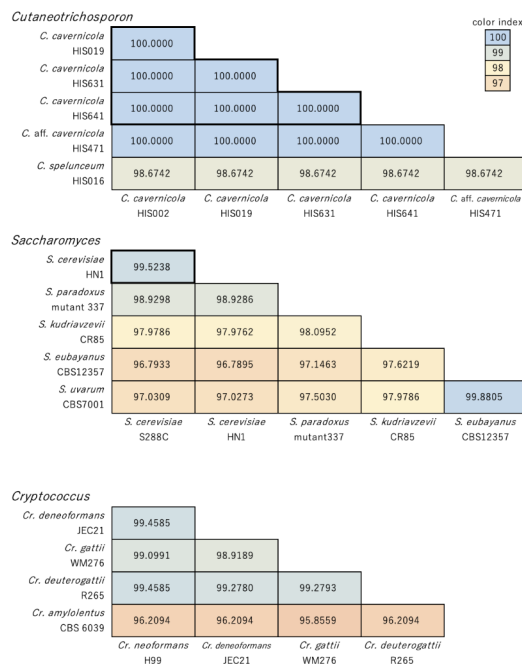 Cutaneotrichosporon
color index
100
99
98
97
C. cavernicola
HIS019
100.0000
C. cavernicola
HIS631
100.0000 100.0000
C. cavernicola
HIS641
100.0000 100.0000 100.0000
C. aff. cavernicola
HIS471
100.0000 100.0000 100.0000 100.0000
C. spelunceum
HIS016
98.6742 98.6742 98.6742 98.6742 98.6742
C. cavernicola C. cavernicola C. cavernicola C. cavernicola C. aff. cavernicola
HIS002 HIS019 HIS631 HIS641 HIS471
Saccharomyces
S. cerevisiae
HN1
99.5238
S. paradoxus
mutant 337
98.9298 98.9286
S. kudriavzevii
CR85
97.9786 97.9762 98.0952
S. eubayanus
CBS12357
96.7933 96.7895 97.1463 97.6219
S. uvarum
CBS7001
97.0309 97.0273 97.5030 97.9786 99.8805
S. cerevisiae S. cerevisiae S. paradoxus S. kudriavzevii S. eubayanus
S288C HN1 mutant337 CR85 CBS12357
Cryptococcus
Cr. deneoformans
JEC21
99.4585
Cr. gattii
WM276
99.0991 98.9189
Cr. deuterogattii
R265
99.4585 99.2780 99.2793
Cr. amylolentus
CBS 6039
96.2094 96.2094 95.8559 96.2094
Cr. neoformans Cr. deneoformans Cr. gattii Cr. deuterogattii
H99 JEC21 WM276 R265